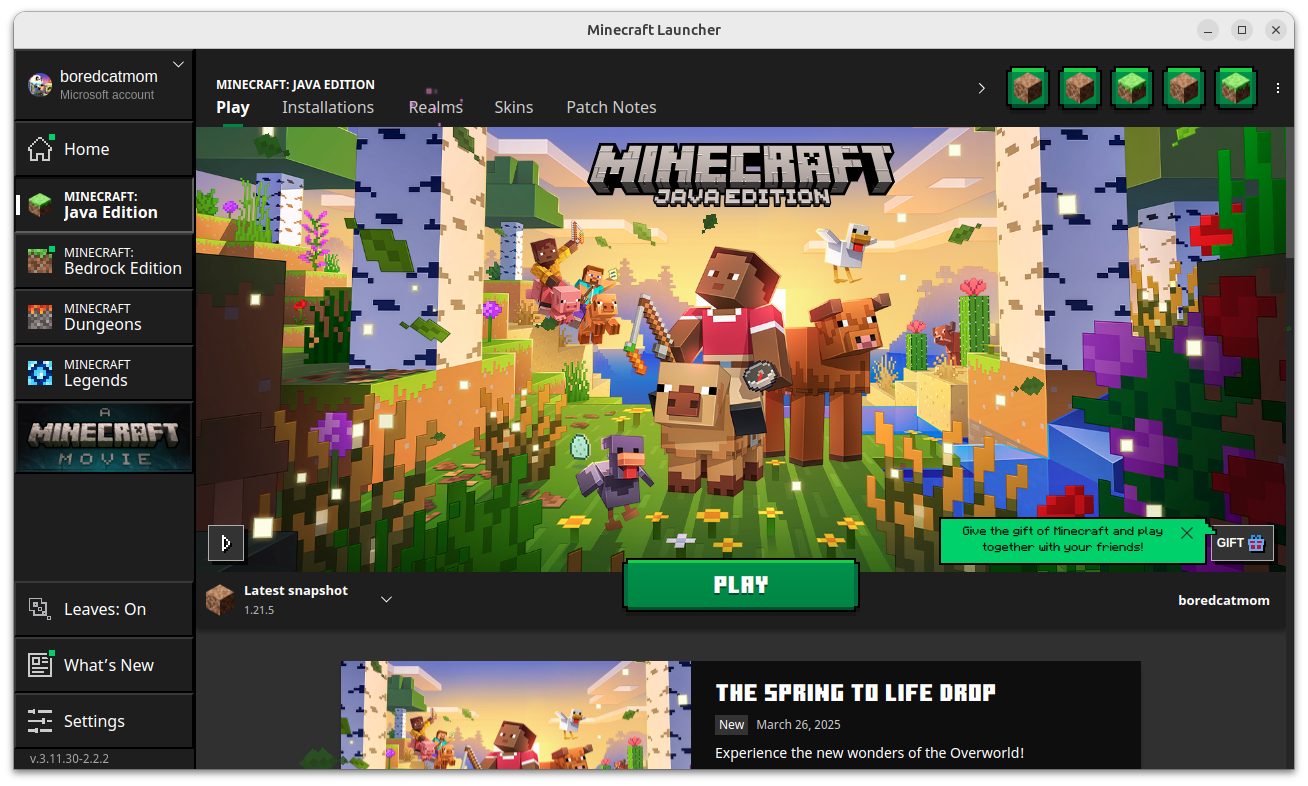 Minecraft Launcher
boredcatmom
Microsoft account
Home
MINECRAFT:
Java Edition
MINECRAFT:
Bedrock Edition
MINECRAFT
Dungeons
MINECRAFT
Legends
A
MINECRAFT
MOVIE
Leaves: On
What's New
Settings
v.3.11.30-2.2.2
MINECRAFT: JAVA EDITION
Play
Installations
Realms
Skins
Patch Notes
MINECRAFT
JAVA EDITION
Give the gift of Minecraft and play
together with your friends!
GIFT
Latest snapshot
1.21.5
PLAY
boredcatmom
THE SPRING TO LIFE DROP
New
March 26, 2025
Experience the new wonders of the Overworld!